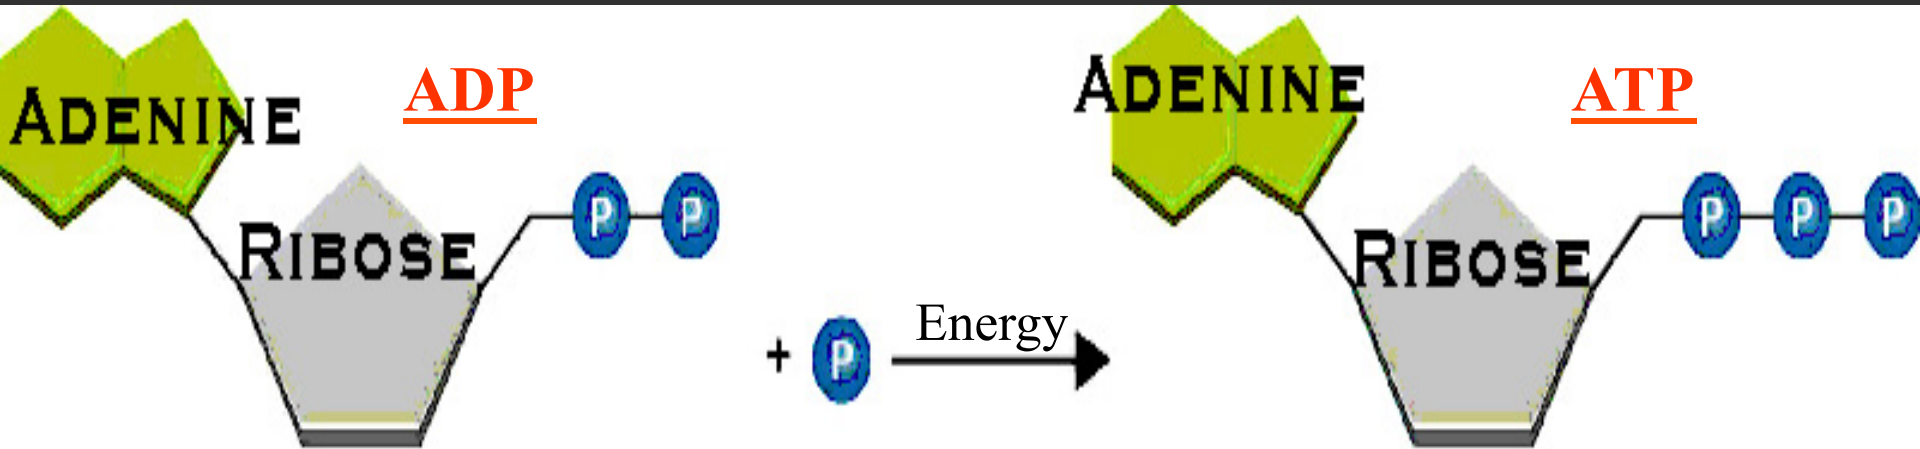 ADP
ADENINE
RIBOSE
P P
+ P
Energy
ATP
ADENINE
RIBOSE
P P P